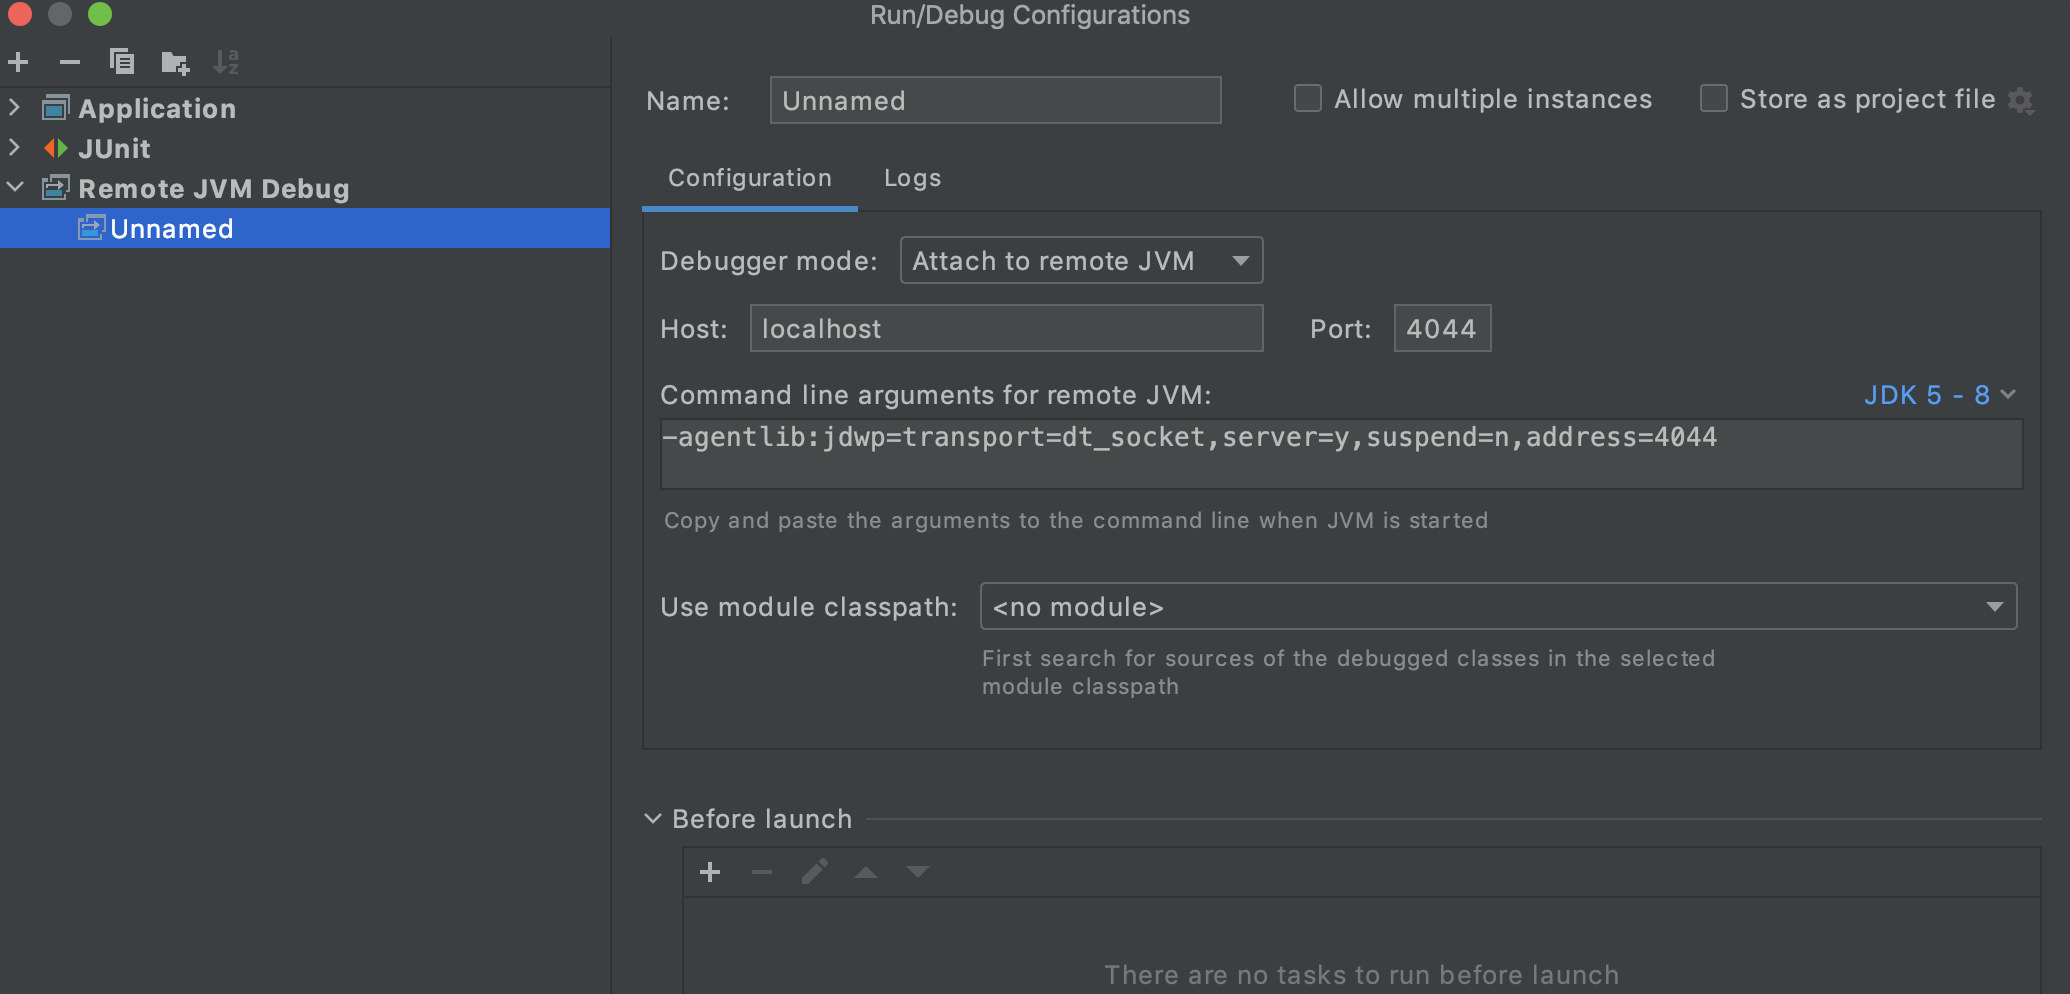 Run/Debug Configurations
Application
JUnit
Remote JVM Debug
Unnamed
Name: Unnamed
Allow multiple instances
Store as project file
Configuration
Logs
Debugger mode: Attach to remote JVM
Host: localhost
Port: 4044
Command line arguments for remote JVM:
JDK 5 - 8
-agentlib:jdwp=transport=dt_socket,server=y,suspend=n,address=4044
Copy and paste the arguments to the command line when JVM is started
Use module classpath: <no module>
First search for sources of the debugged classes in the selected
module classpath
Before launch
There are no tasks to run before launch